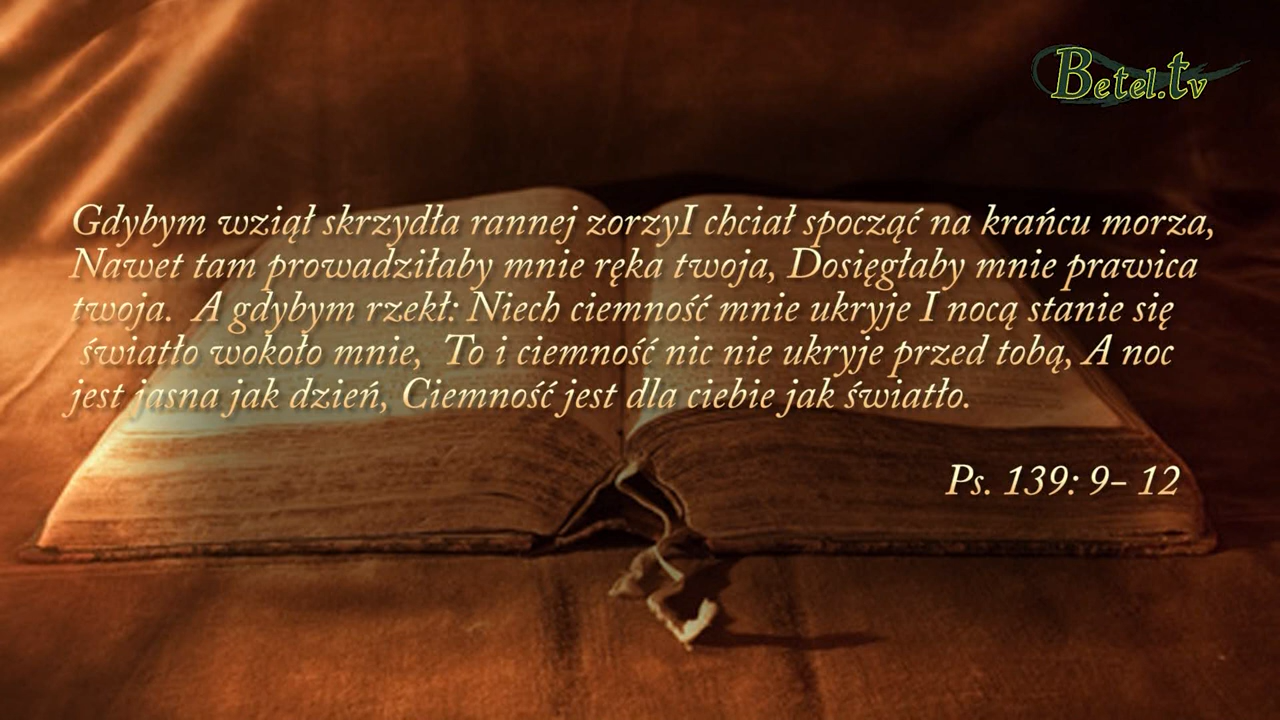 Betel.tv
Gdybym wziął skrzydła rannej zorzyI chciał spocząć na krańcu morza,
Nawet tam prowadziłaby mnie ręka twoja, Dosięgłaby mnie prawica
twoja. A gdybym rzekł: Niech ciemność mnie ukryje I nocą stanie się
światło wokoło mnie, To i ciemność nic nie ukryje przed tobą, A noc
jest jasna jak dzień, Ciemność jest dla ciebie jak światło.
Ps. 139: 9- 12